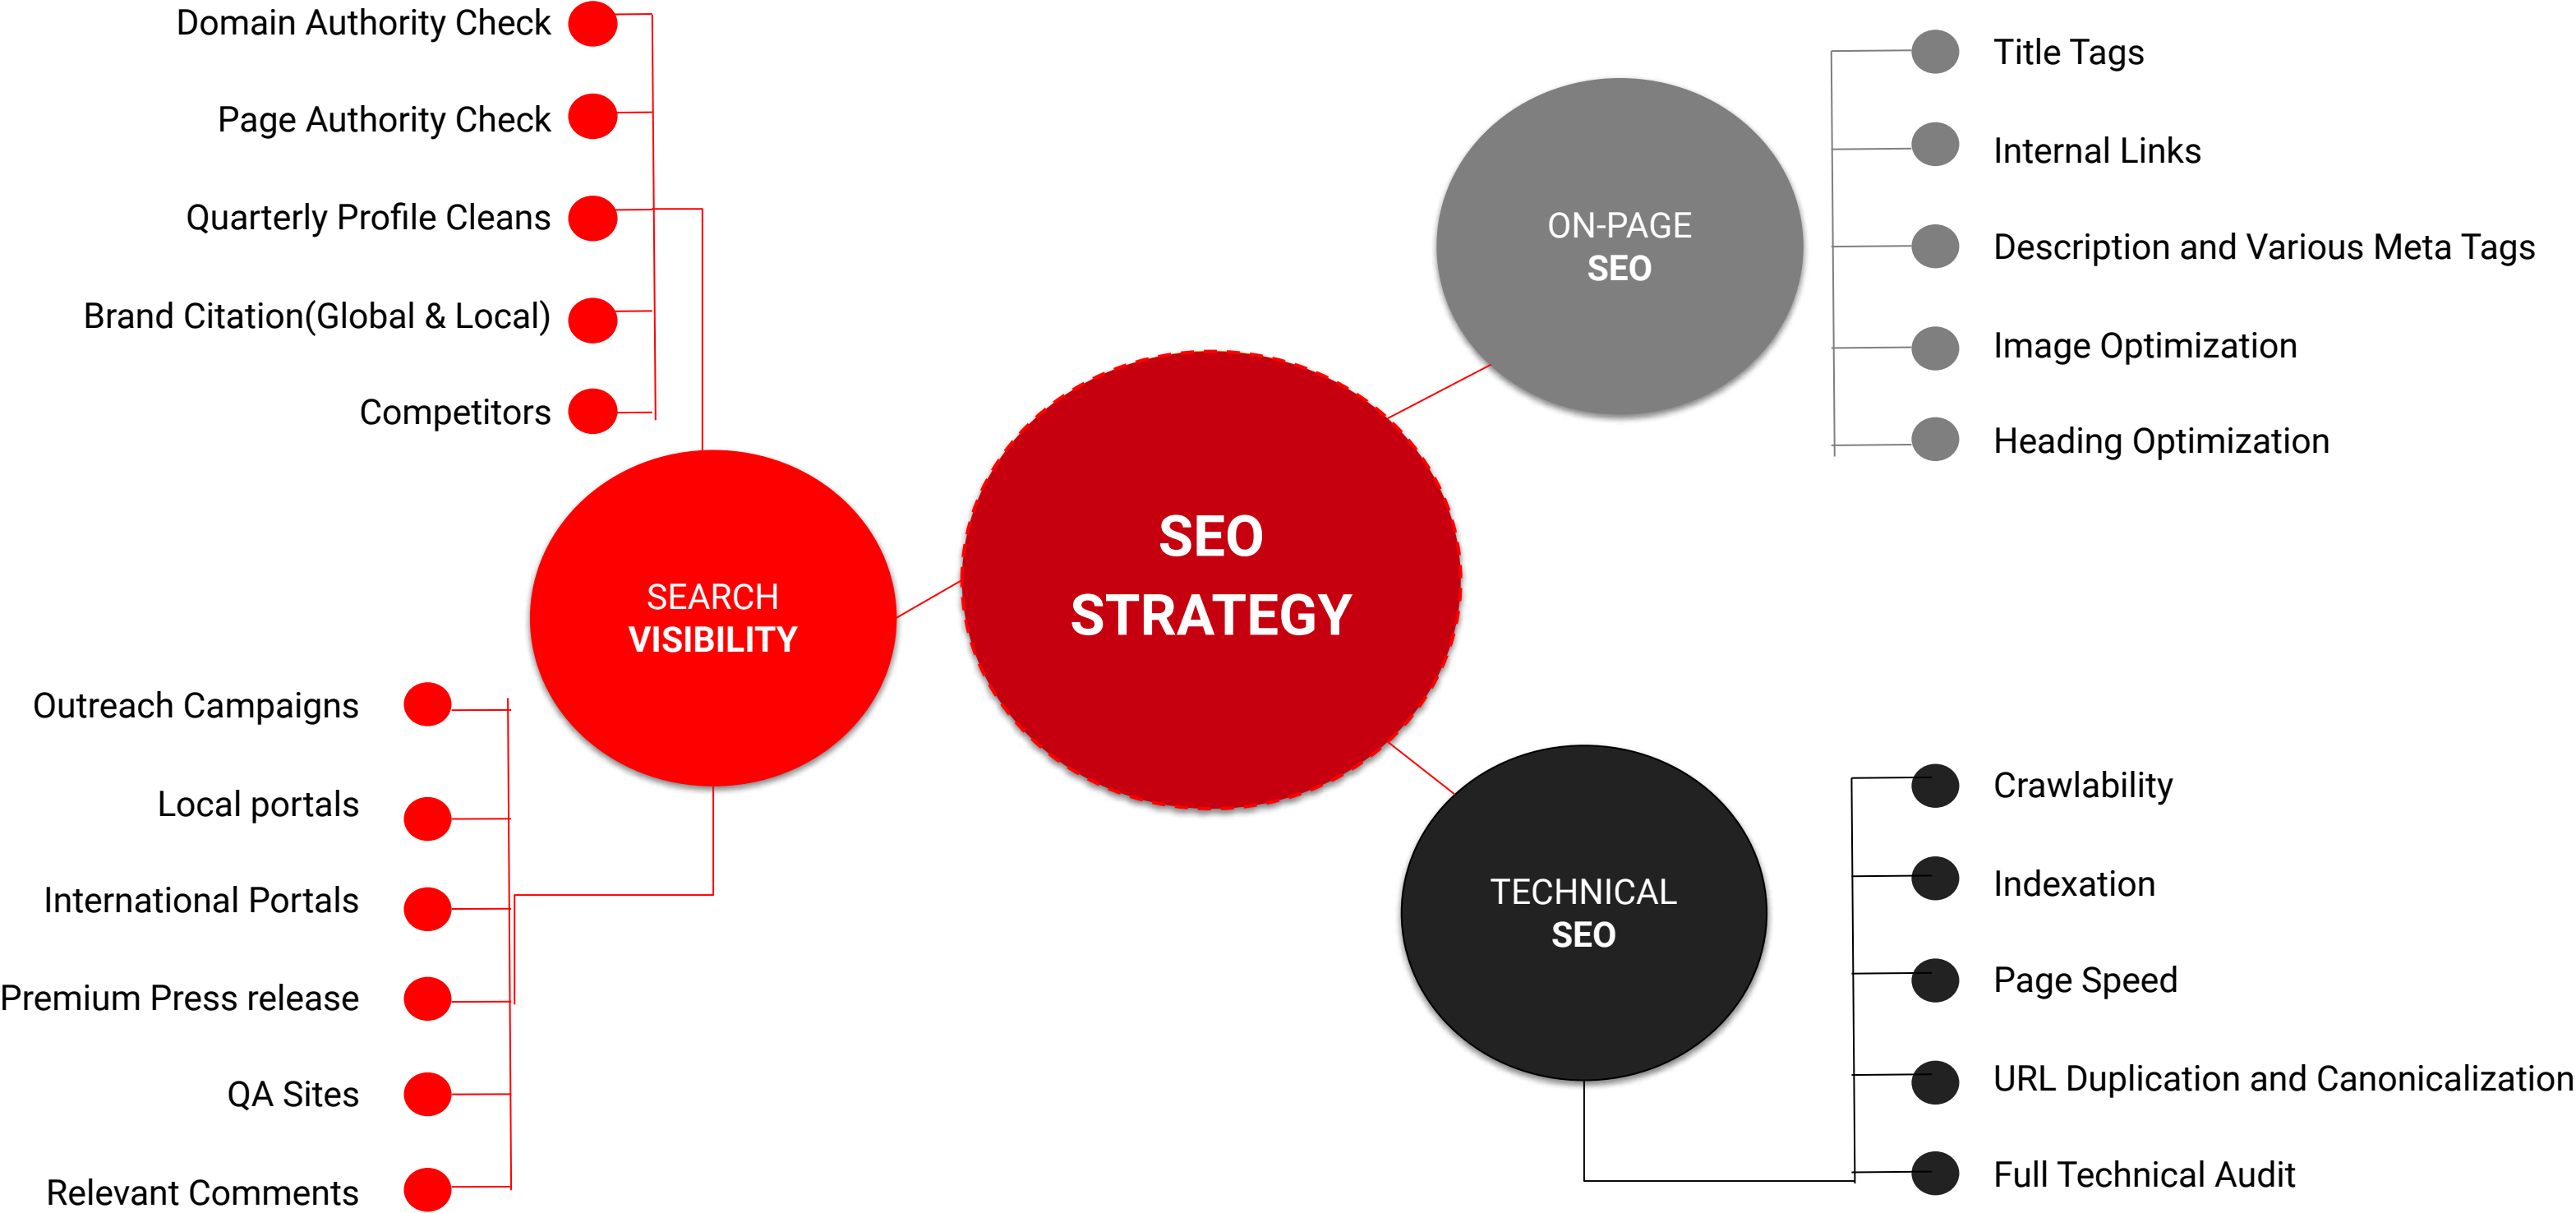 Domain Authority Check
Page Authority Check
Quarterly Profile Cleans
Brand Citation(Global & Local)
Competitors
SEARCH
VISIBILITY
Outreach Campaigns
Local portals
International Portals
Premium Press release
QA Sites
Relevant Comments
SEO
STRATEGY
ON-PAGE
SEO
Title Tags
Internal Links
Description and Various Meta Tags
Image Optimization
Heading Optimization
TECHNICAL
SEO
Crawlability
Indexation
Page Speed
URL Duplication and Canonicalization
Full Technical Audit